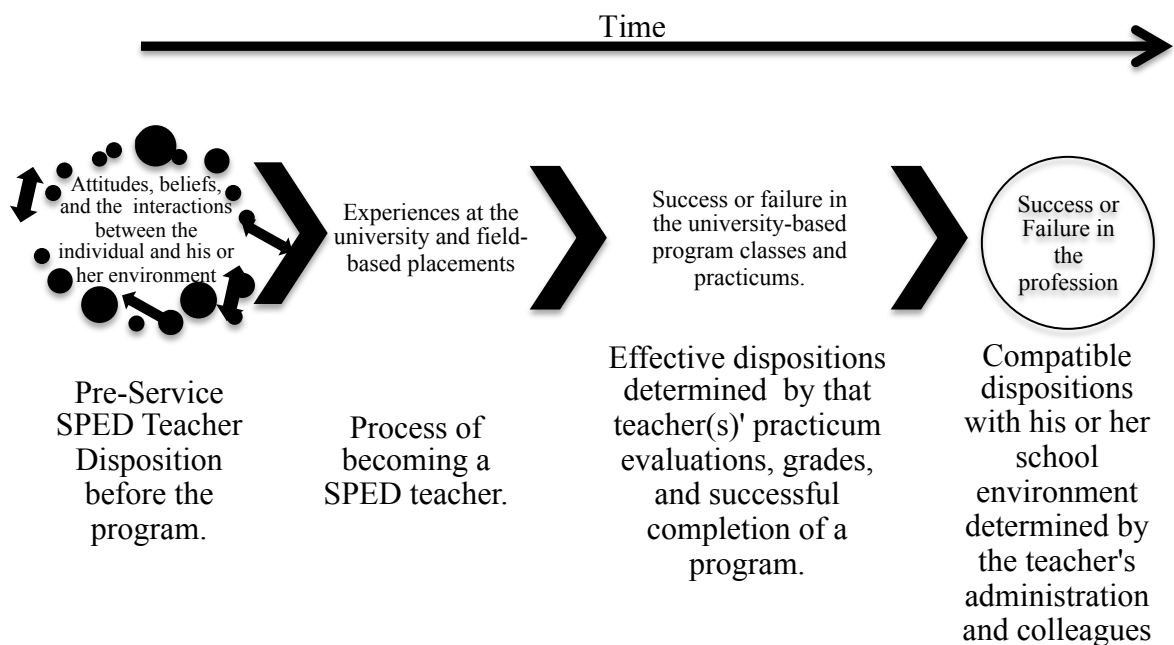 Time
Attitudes, beliefs,
and the interactions
between the
individual and his or
her environment
Experiences at the
university and field-
based placements
Success or failure in
the university-based
program classes and
practicums.
Success or
Failure in
the
profession
Pre-Service
SPED Teacher
Disposition
before the
program.
Process of
becoming a
SPED teacher.
Effective dispositions
determined by that
teacher(s)' practicum
evaluations, grades,
and successful
completion of a
program.
Compatible
dispositions
with his or her
school
environment
determined by
the teacher's
administration
and colleagues